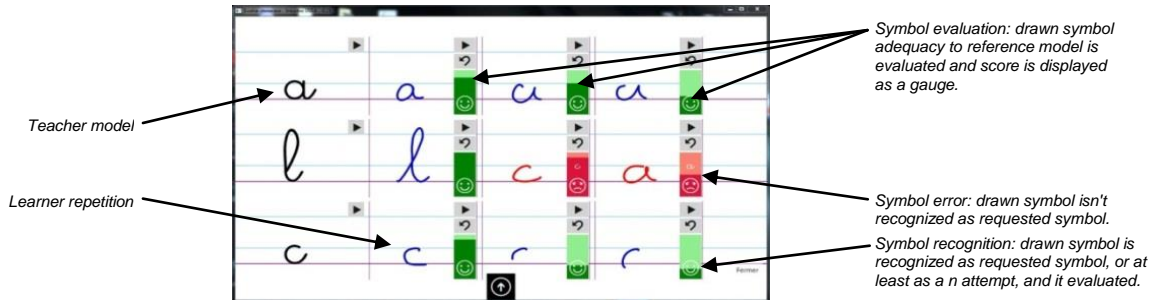 Symbol evaluation: drawn symbol
adequacy to reference model is
evaluated and score is displayed
as a gauge.
a a a a
Teacher model
l l c a
Learner repetition
Symbol error: drawn symbol isn't
recognized as requested symbol.
c c
Symbol recognition: drawn symbol is
recognized as requested symbol, or at
least as a n attempt, and it evaluated.
Fermer